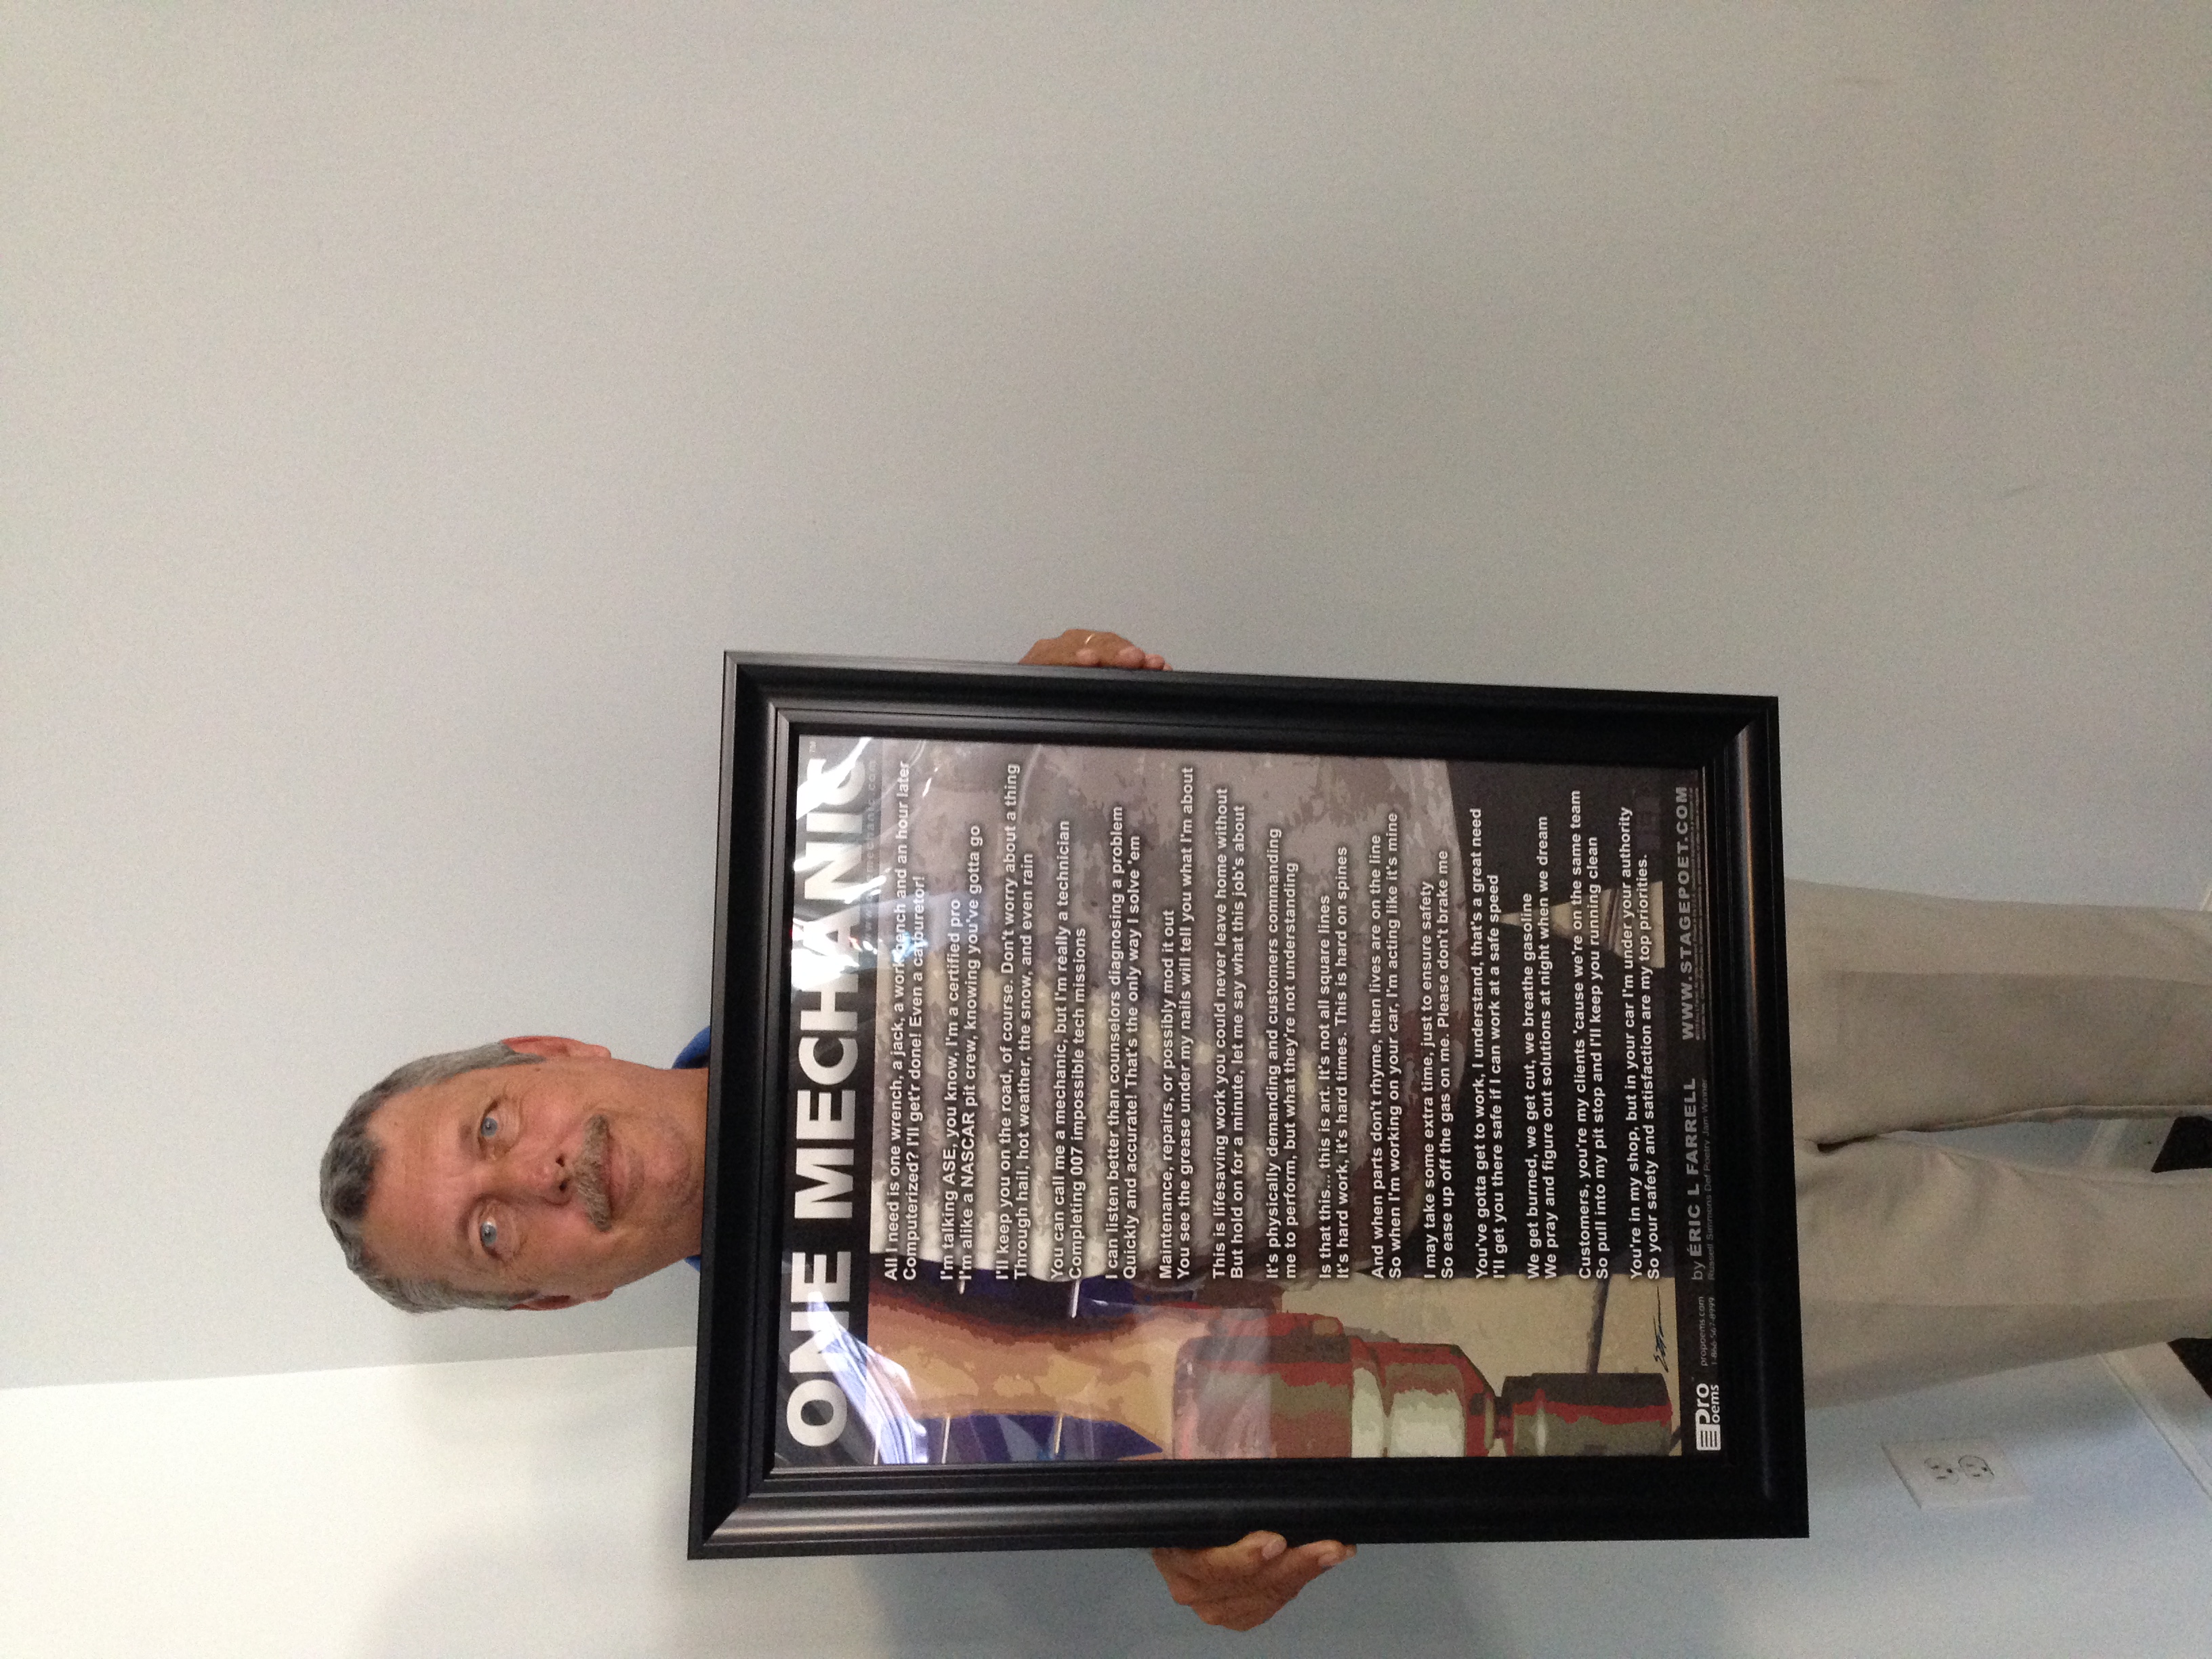 ONE MECHANIC™
All I need is one wrench, a jack, a work bench and an hour later
Computerized? I'll get'r done! Even a carburetor!
I'm talking ASE, you know, I'm a certified pro
I'm alike a NASCAR pit crew, knowing you've gotta go
I'll keep you on the road, of course. Don't worry about a thing
Through hail, hot weather, the snow, and even rain
You can call me a mechanic, but I'm really a technician
Completing 007 impossible tech missions
I can listen better than counselors diagnosing a problem
Quickly and accurate! That's the only way I solve 'em
Maintenance, repairs, or possibly mod it out
You see the grease under my nails will tell you what I'm about
This is lifesaving work you could never leave home without
But hold on for a minute, let me say what this job's about
It's physically demanding and customers commanding
me to perform, but what they're not understanding
Is that this... this is art. It's not all square lines
It's hard work, it's hard times. This is hard on spines
And when parts don't rhyme, then lives are on the line
So when I'm working on your car, I'm acting like it's mine
I may take some extra time, just to ensure safety
So ease up off the gas on me. Please don't brake me
You've gotta get to work, I understand, that's a great need
I'll get you there safe if I can work at a safe speed
We get burned, we get cut, we breathe gasoline
We pray and figure out solutions at night when we dream
Customers, you're my clients 'cause we're on the same team
So pull into my pit stop and I'll keep you running clean
You're in my shop, but in your car I'm under your authority
So your safety and satisfaction are my top priorities.
Pro Poems
propoems.com
1-866-567-9999
by ÉRIC L FARRELL
Russell Simmons Def Poetry Jam Winner
WWW.STAGEPOET.COM